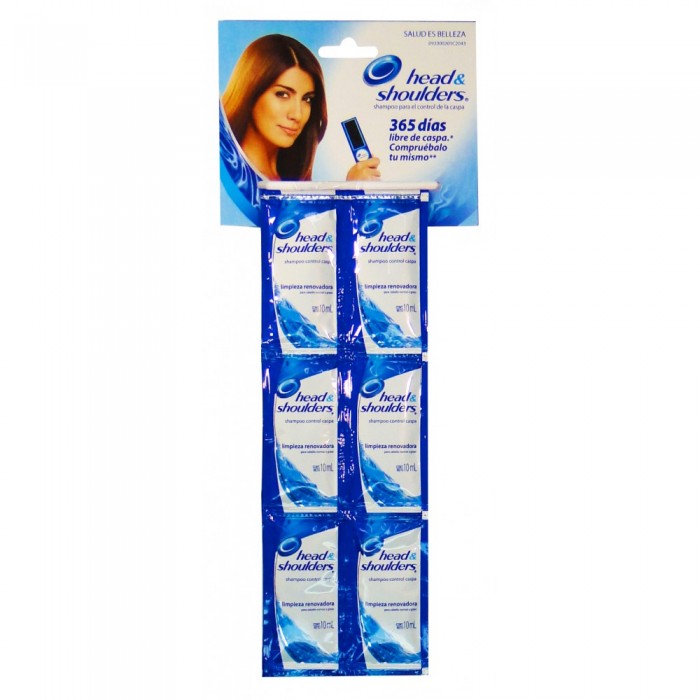 SALUD ES BELLEZA
head &
shoulders®
shampoo para el control de la caspa
365 días
libre de caspa.*
Compruébalo
tu mismo**
head &
shoulders
shampoo control caspa
limpieza renovadora
10 mL
head &
shoulders
shampoo control caspa
limpieza renovadora
10 mL
head &
shoulders
shampoo control caspa
limpieza renovadora
10 mL
head &
shoulders
shampoo control caspa
limpieza renovadora
10 mL
head &
shoulders
shampoo control
limpieza renovadora
10 mL
head &
shoulders
shampoo control caspa
limpieza renovadora
10 mL